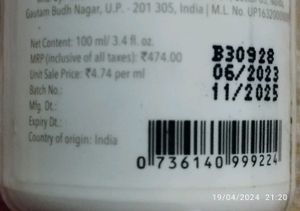 Gautam Budh Nagar, U.P. - 201 305, India | M.L. No. UP1632000
Net Content: 100 ml/ 3.4 fl. oz.
MRP (inclusive of all taxes): ₹474.00
Unit Sale Price: ₹4.74 per ml
Batch No.: B30928
Mfg. Dt.: 06/2023
Expiry Dt.: 11/2025
Country of origin: India
0 736140 999224
19/04/2024 21:20